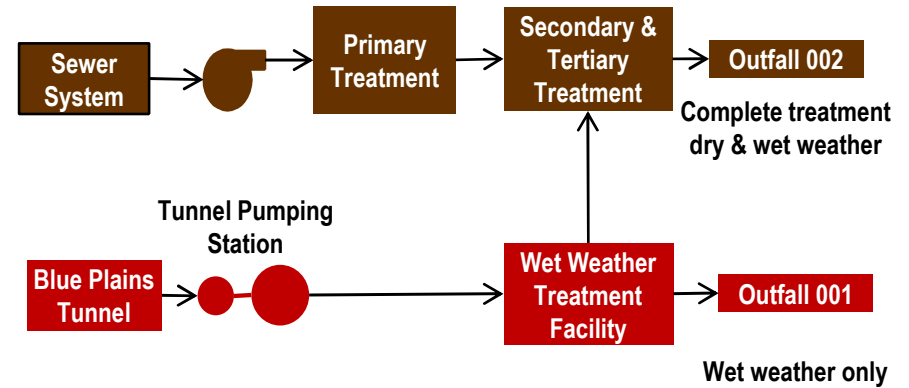 Sewer
System
Primary
Treatment
Secondary &
Tertiary
Treatment
Outfall 002
Complete treatment
dry & wet weather
Tunnel Pumping
Station
Blue Plains
Tunnel
Wet Weather
Treatment
Facility
Outfall 001
Wet weather only